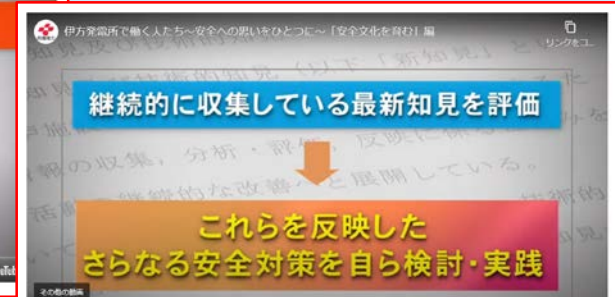 伊方発電所で働く人たち～安全への思いをひとつに～「安全文化を育む」編
リンクをコ...
継続的に収集している最新知見を評価
これらを反映した
さらなる安全対策を自ら検討・実践
その他の動画